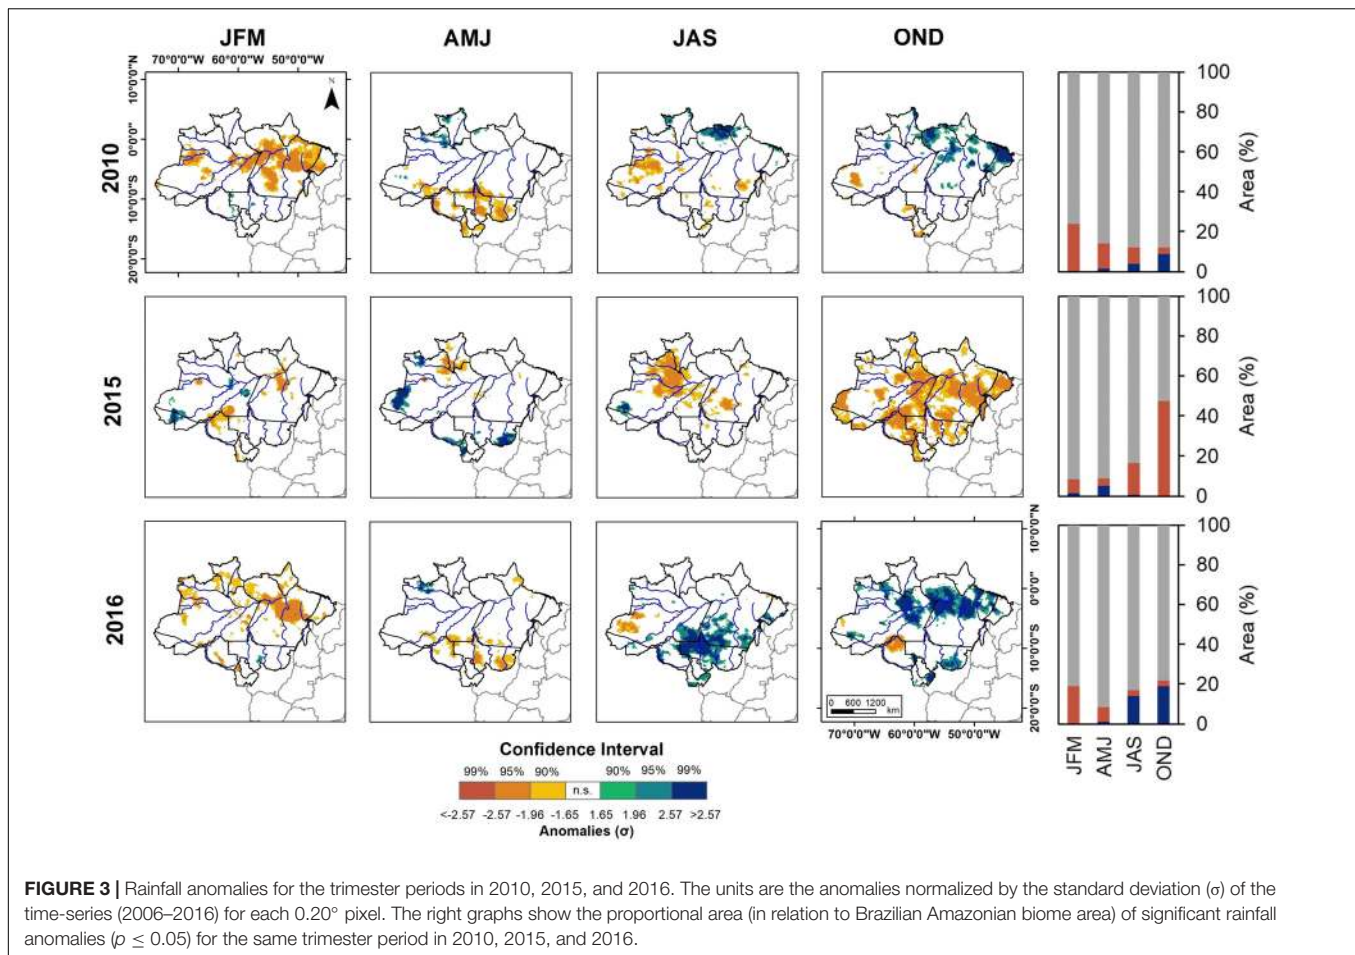 JFM AMJ JAS OND
70°0'0"W 60°0'0"W 50°0'0"W
2010
10°0'0"N
0°0'0"
10°0'0"S
20°0'0"S
N
100
80
60
40
20
0
Area (%)
2015
100
80
60
40
20
0
Area (%)
2016
10°0'0"N
0°0'0"
10°0'0"S
20°0'0"S
0 600 1200
km
70°0'0"W 60°0'0"W 50°0'0"W
100
80
60
40
20
0
Area (%)
JFM AMJ JAS OND
Confidence Interval
99% 95% 90% 90% 95% 99%
n.s.
<-2.57 -2.57 -1.96 -1.65 1.65 1.96 2.57 >2.57
Anomalies (σ)
FIGURE 3 | Rainfall anomalies for the trimester periods in 2010, 2015, and 2016. The units are the anomalies normalized by the standard deviation (σ) of the
time-series (2006–2016) for each 0.20° pixel. The right graphs show the proportional area (in relation to Brazilian Amazonian biome area) of significant rainfall
anomalies (p ≤ 0.05) for the same trimester period in 2010, 2015, and 2016.